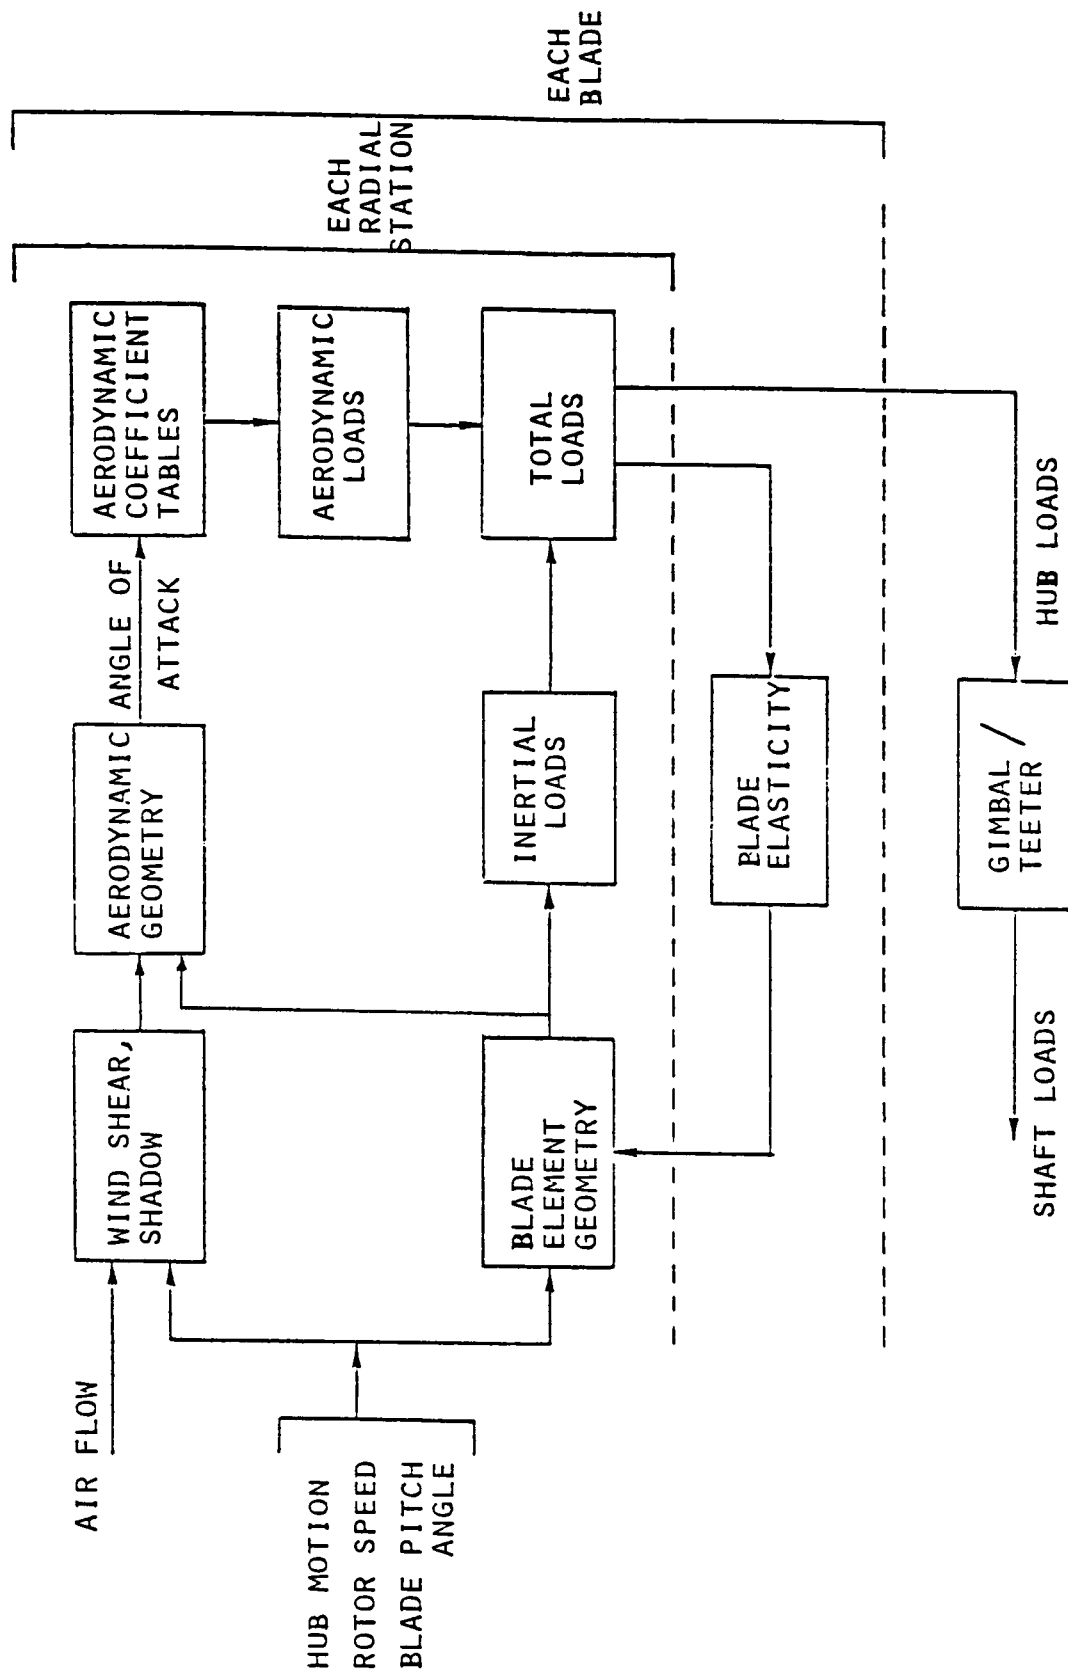 AIR FLOW
HUB MOTION
ROTOR SPEED
BLADE PITCH
ANGLE
WIND SHEAR,
SHADOW
AERODYNAMIC
GEOMETRY
ANGLE OF
ATTACK
AERODYNAMIC
COEFFICIENT
TABLES
AERODYNAMIC
LOADS
BLADE
ELEMENT
GEOMETRY
INERTIAL
LOADS
TOTAL
LOADS
EACH
RADIAL
STATION
BLADE
ELASTICITY
EACH
BLADE
SHAFT LOADS
GIMBAL /
TEETER
HUB LOADS